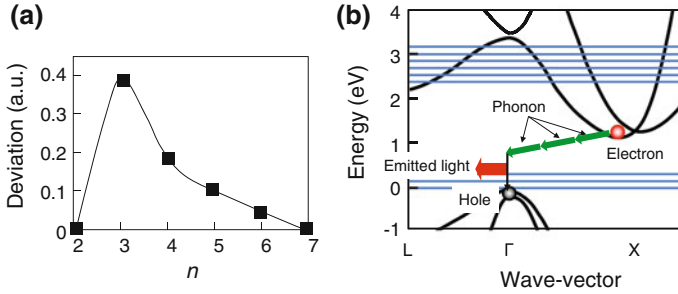 (a)
Deviation (a.u.)
0.4
0.3
0.2
0.1
0
2 3 4 5 6 7
n
(b)
Energy (eV)
4
3
2
1
0
-1
Phonon
Electron
Emitted light
Hole
L Γ X
Wave-vector